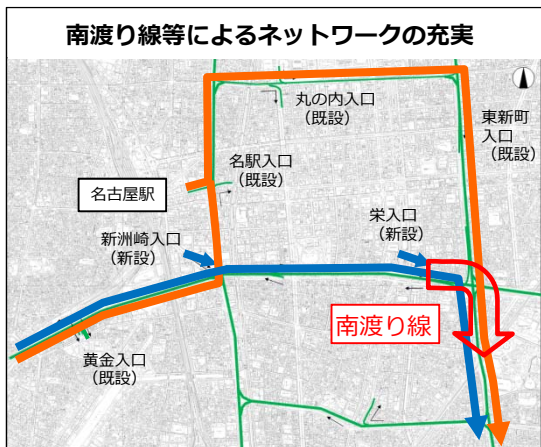 南渡り線等によるネットワークの充実
丸の内入口
(既設)
東新町
入口
(既設)
名駅入口
(既設)
名古屋駅
新洲崎入口
(新設)
栄入口
(新設)
南渡り線
黄金入口
(既設)